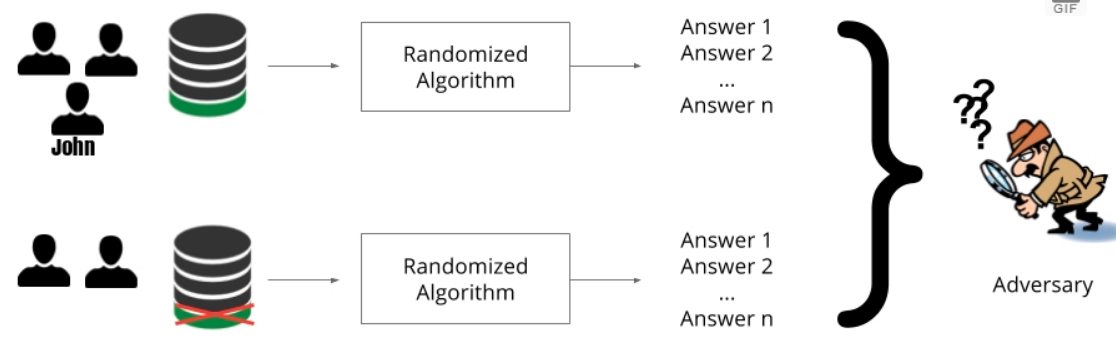 GIF
John
Randomized
Algorithm
Answer 1
Answer 2
...
Answer n
??
?
?
Randomized
Algorithm
Answer 1
Answer 2
...
Answer n
Adversary